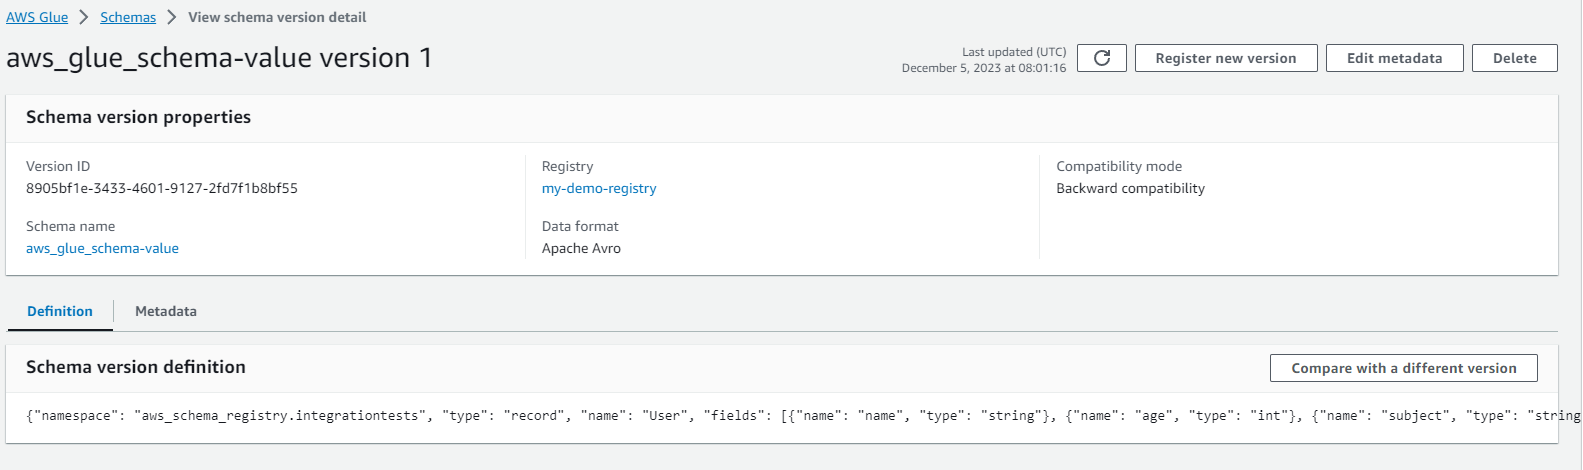 AWS Glue > Schemas > View schema version detail
aws_glue_schema-value version 1
Last updated (UTC)
December 5, 2023 at 08:01:16
Register new version
Edit metadata
Delete
Schema version properties
Version ID
8905bf1e-3433-4601-9127-2fd7f1b8bf55
Schema name
aws_glue_schema-value
Registry
my-demo-registry
Data format
Apache Avro
Compatibility mode
Backward compatibility
Definition
Metadata
Schema version definition
Compare with a different version
{"namespace": "aws_schema_registry.integrationtests", "type": "record", "name": "User", "fields": [{"name": "name", "type": "string"}, {"name": "age", "type": "int"}, {"name": "subject", "type": "string